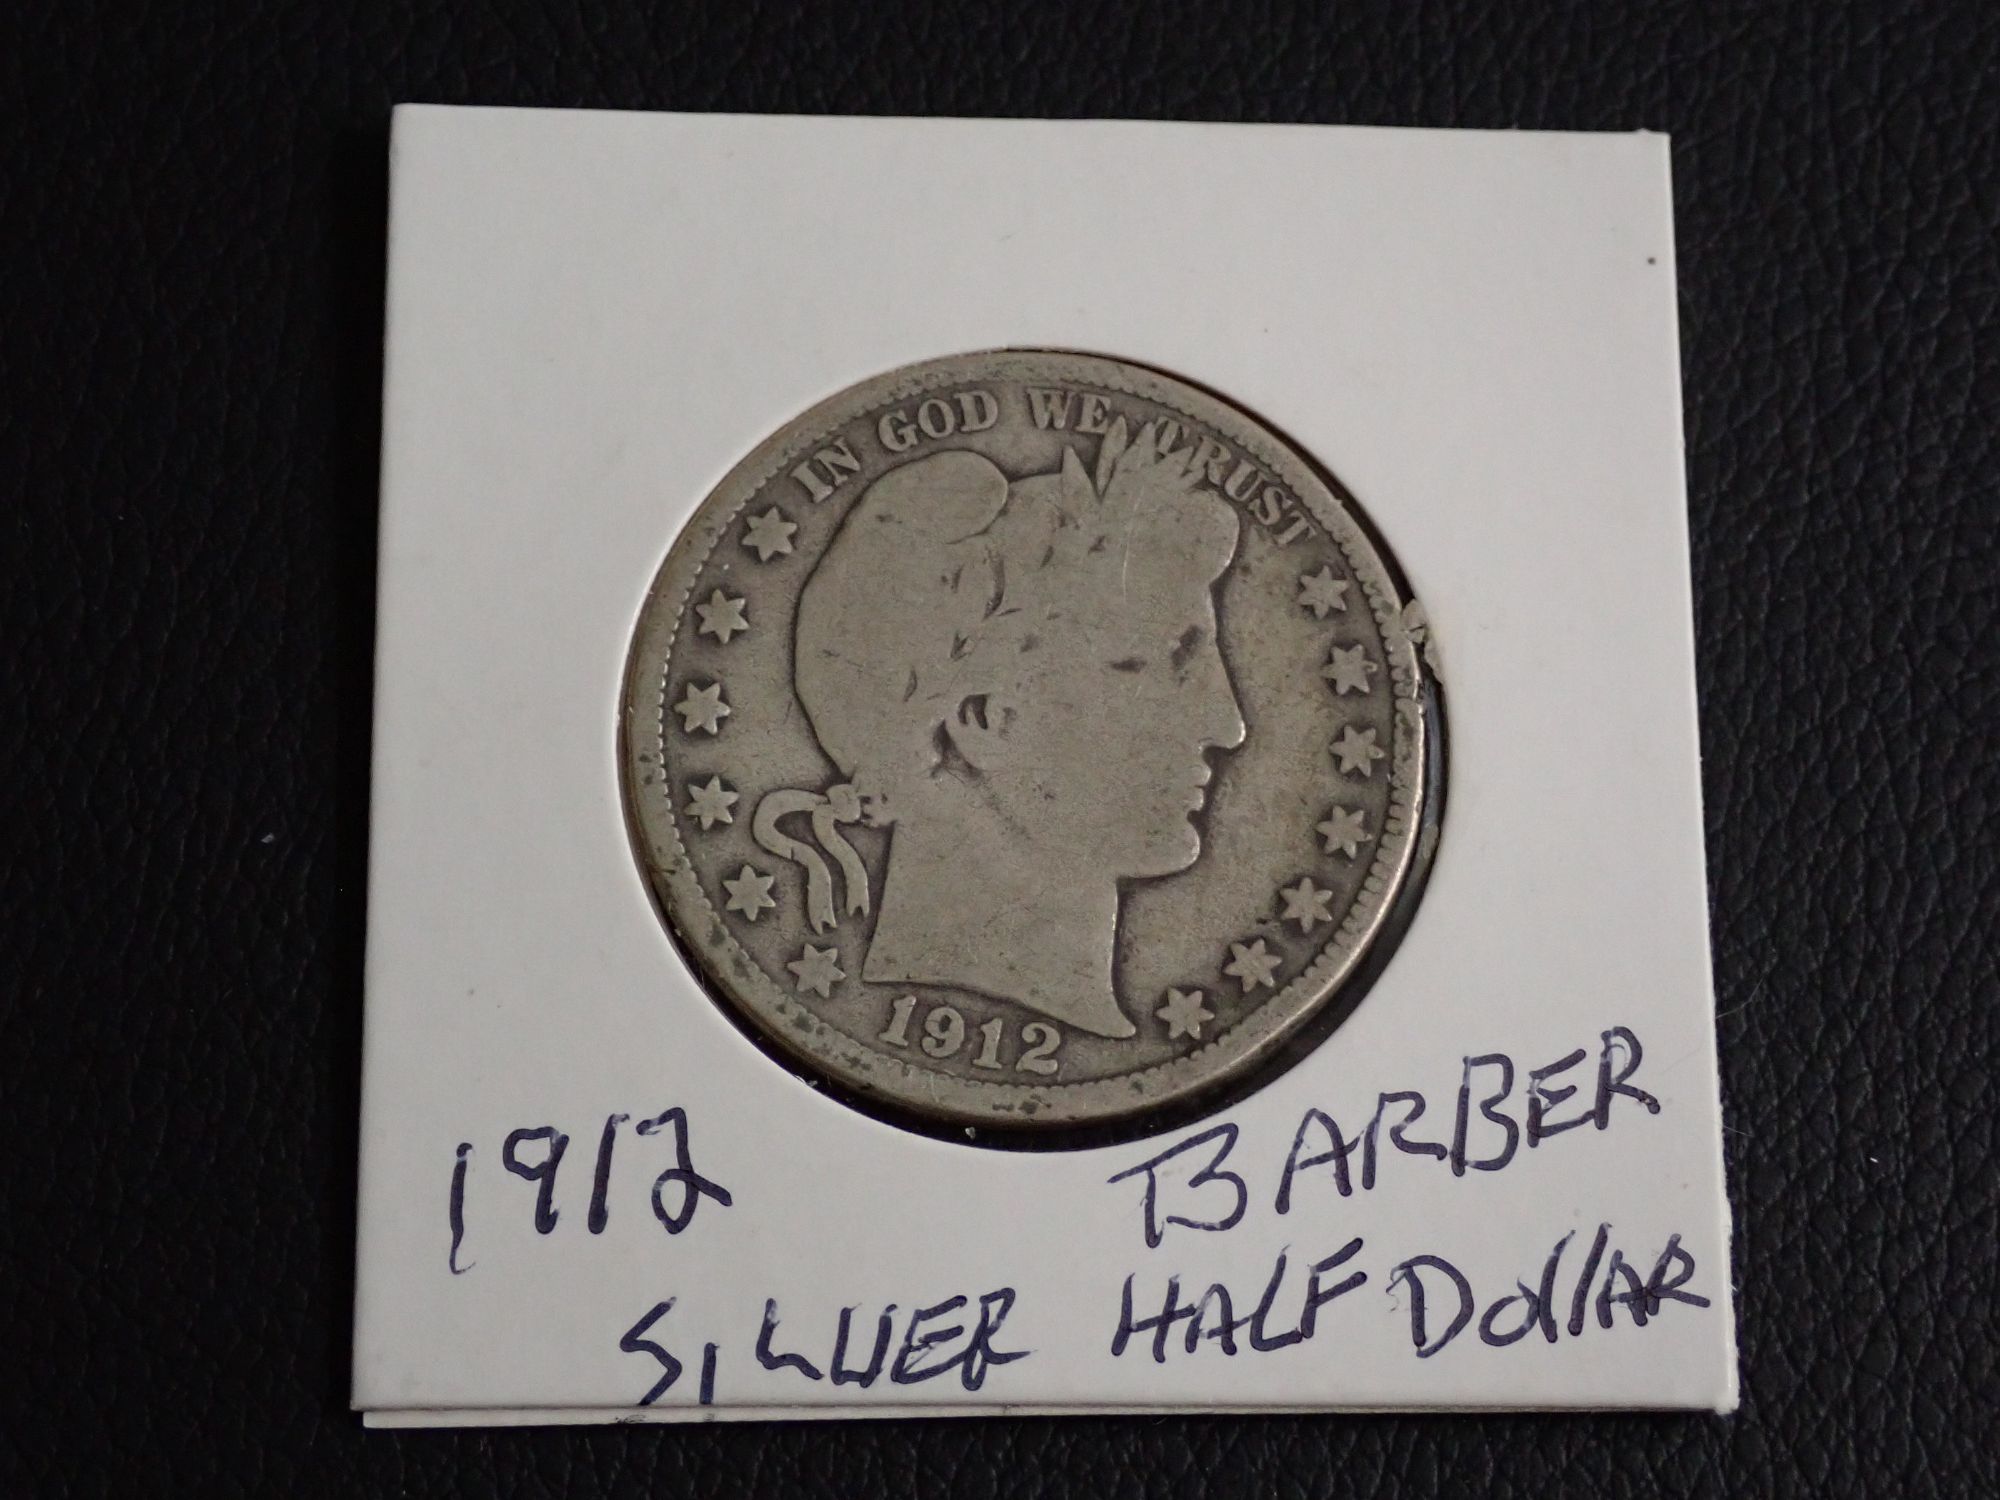 IN GOD WE TRUST
1912
1912 BARBER
SILVER HALF DOLLAR